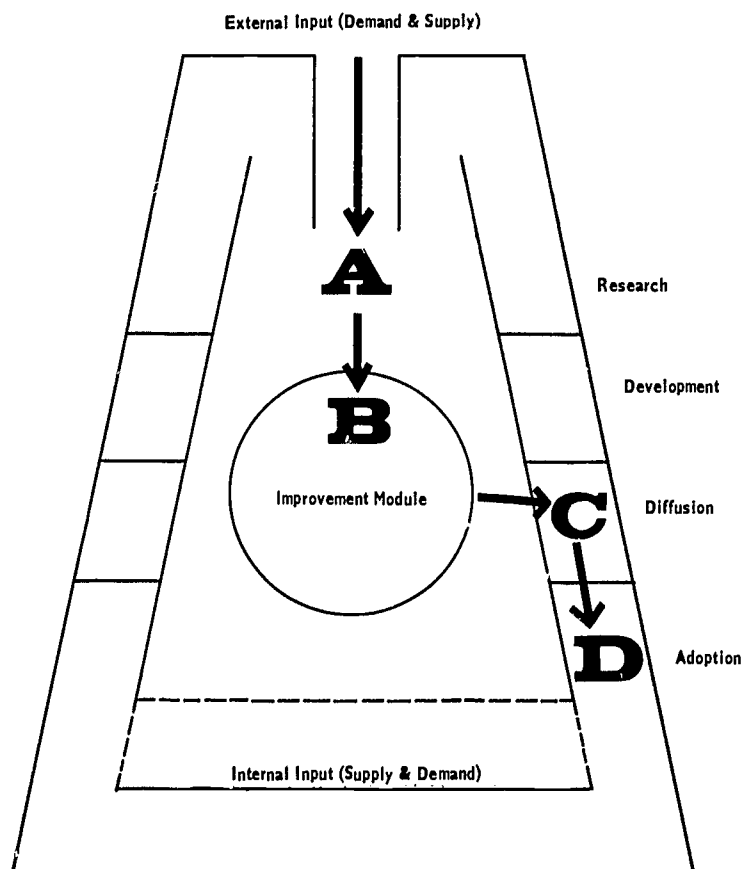 External Input (Demand & Supply)
A
Research
Development
B
Improvement Module
C
Diffusion
D
Adoption
Internal Input (Supply & Demand)